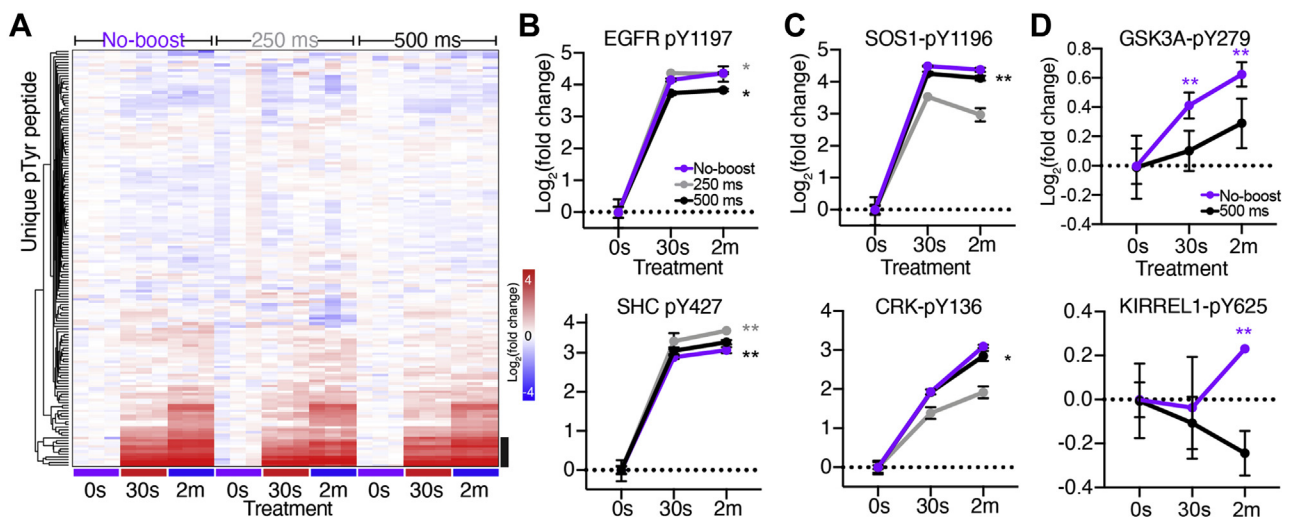 A
No-boost 250 ms 500 ms
Unique pTyr peptide
0s 30s 2m 0s 30s 2m 0s 30s 2m
Treatment
Log2(fold change)
4
0
-4
B
EGFR pY1197
Log2(fold change)
5
4
3
2
1
0
*
*
No-boost
250 ms
500 ms
0s 30s 2m
Treatment
SHC pY427
4
3
2
1
0
**
**
0s 30s 2m
C
SOS1-pY1196
Log2(fold change)
5
4
3
2
1
0
**
0s 30s 2m
Treatment
CRK-pY136
4
3
2
1
0
*
0s 30s 2m
D
GSK3A-pY279
Log2(fold change)
0.8
0.6
0.4
0.2
0.0
-0.2
-0.4
**
**
No-boost
500 ms
0s 30s 2m
Treatment
KIRREL1-pY625
0.4
0.2
0.0
-0.2
-0.4
**
0s 30s 2m